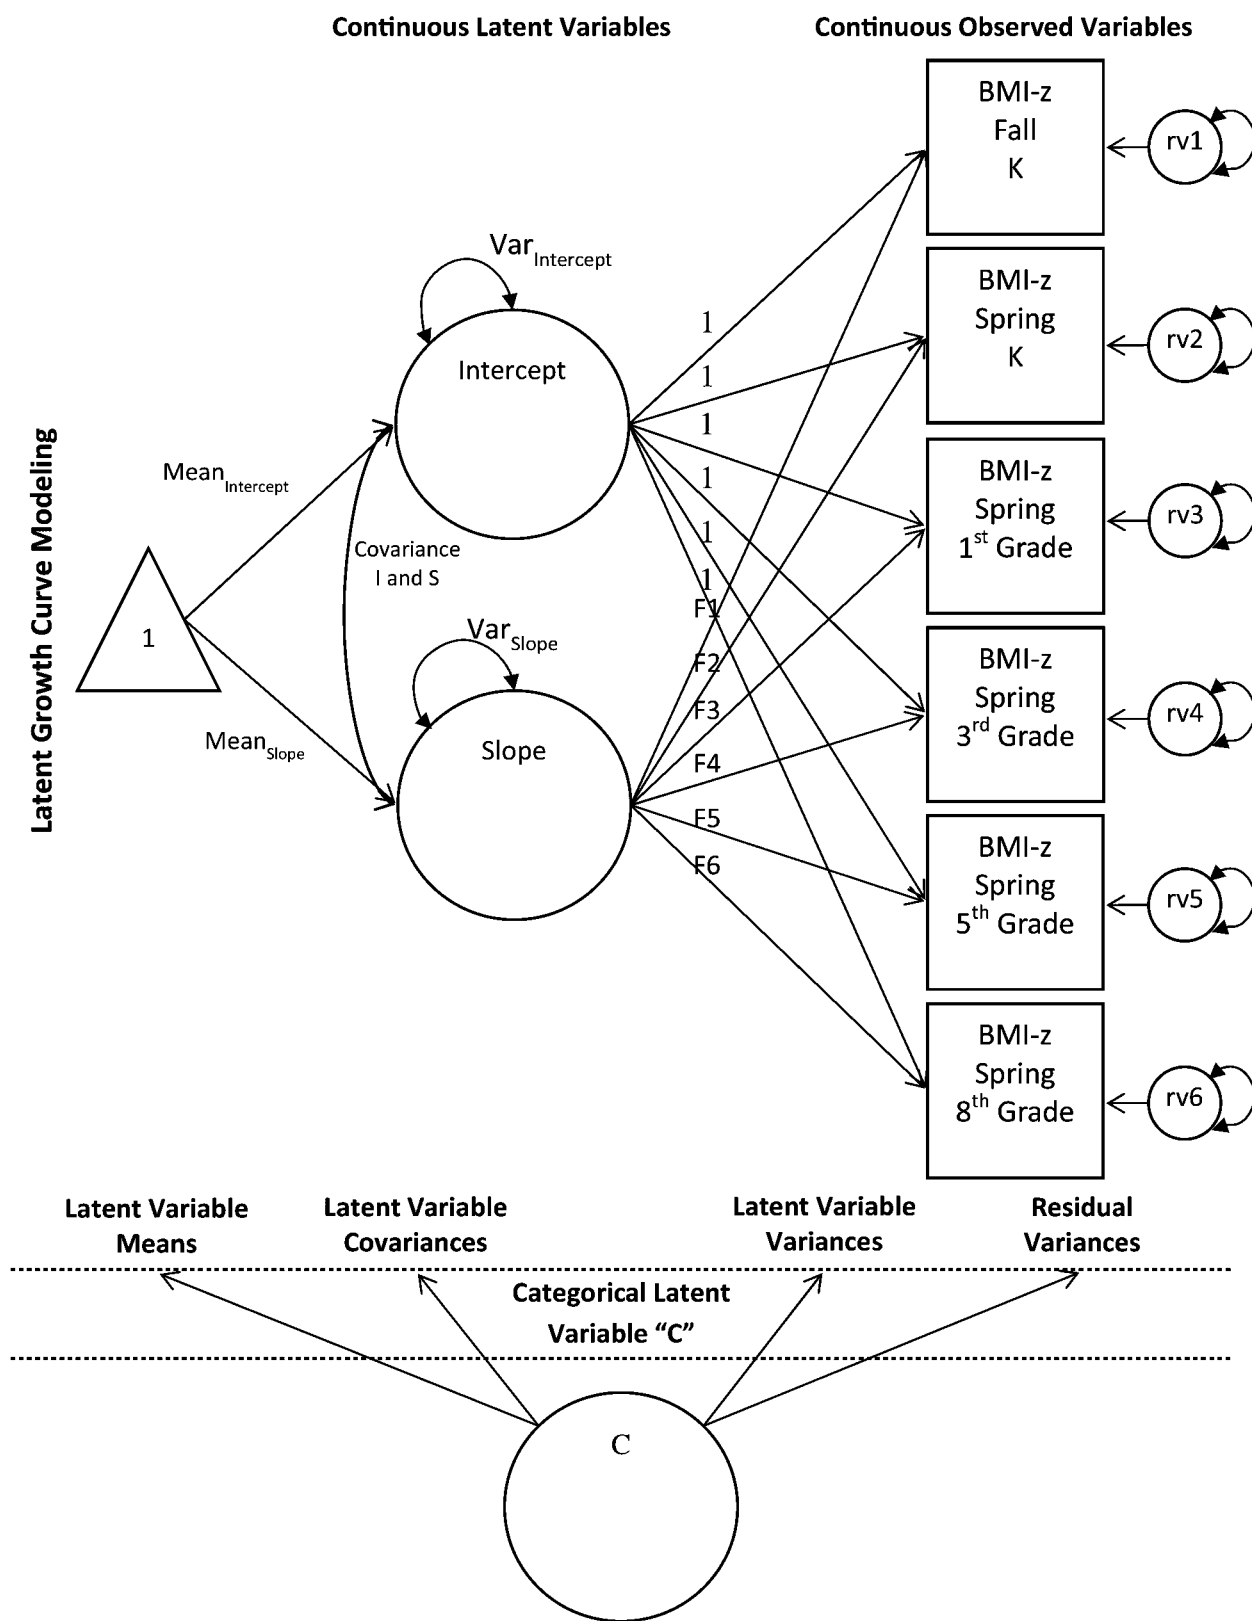 Continuous Latent Variables
Continuous Observed Variables
Latent Growth Curve Modeling
1
Mean Intercept
Mean Slope
Covariance
I and S
Var Intercept
Intercept
Var Slope
Slope
1
1
1
1
1
1
F1
F2
F3
F4
F5
F6
BMI-z
Fall
K
rv1
BMI-z
Spring
K
rv2
BMI-z
Spring
1st Grade
rv3
BMI-z
Spring
3rd Grade
rv4
BMI-z
Spring
5th Grade
rv5
BMI-z
Spring
8th Grade
rv6
Latent Variable
Means
Latent Variable
Covariances
Latent Variable
Variances
Residual
Variances
Categorical Latent
Variable “C”
C